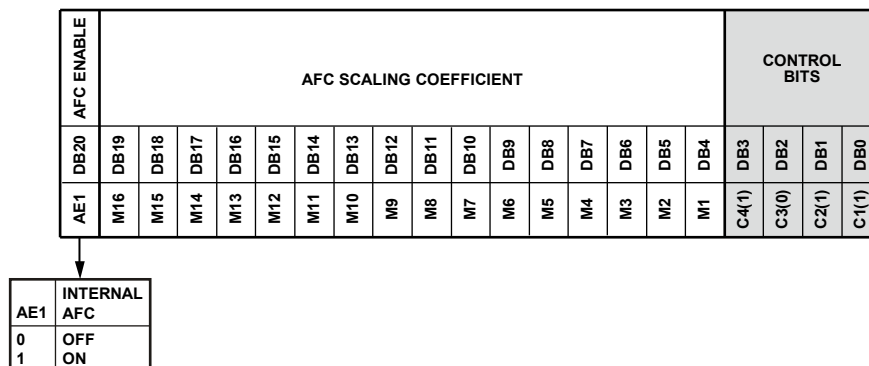 AFC ENABLE
AFC SCALING COEFFICIENT
CONTROL
BITS
DB20 DB19 DB18 DB17 DB16 DB15 DB14 DB13 DB12 DB11 DB10 DB9 DB8 DB7 DB6 DB5 DB4 DB3 DB2 DB1 DB0
AE1 M16 M15 M14 M13 M12 M11 M10 M9 M8 M7 M6 M5 M4 M3 M2 M1 C4(1) C3(0) C2(1) C1(1)
INTERNAL
AE1 AFC
0 OFF
1 ON